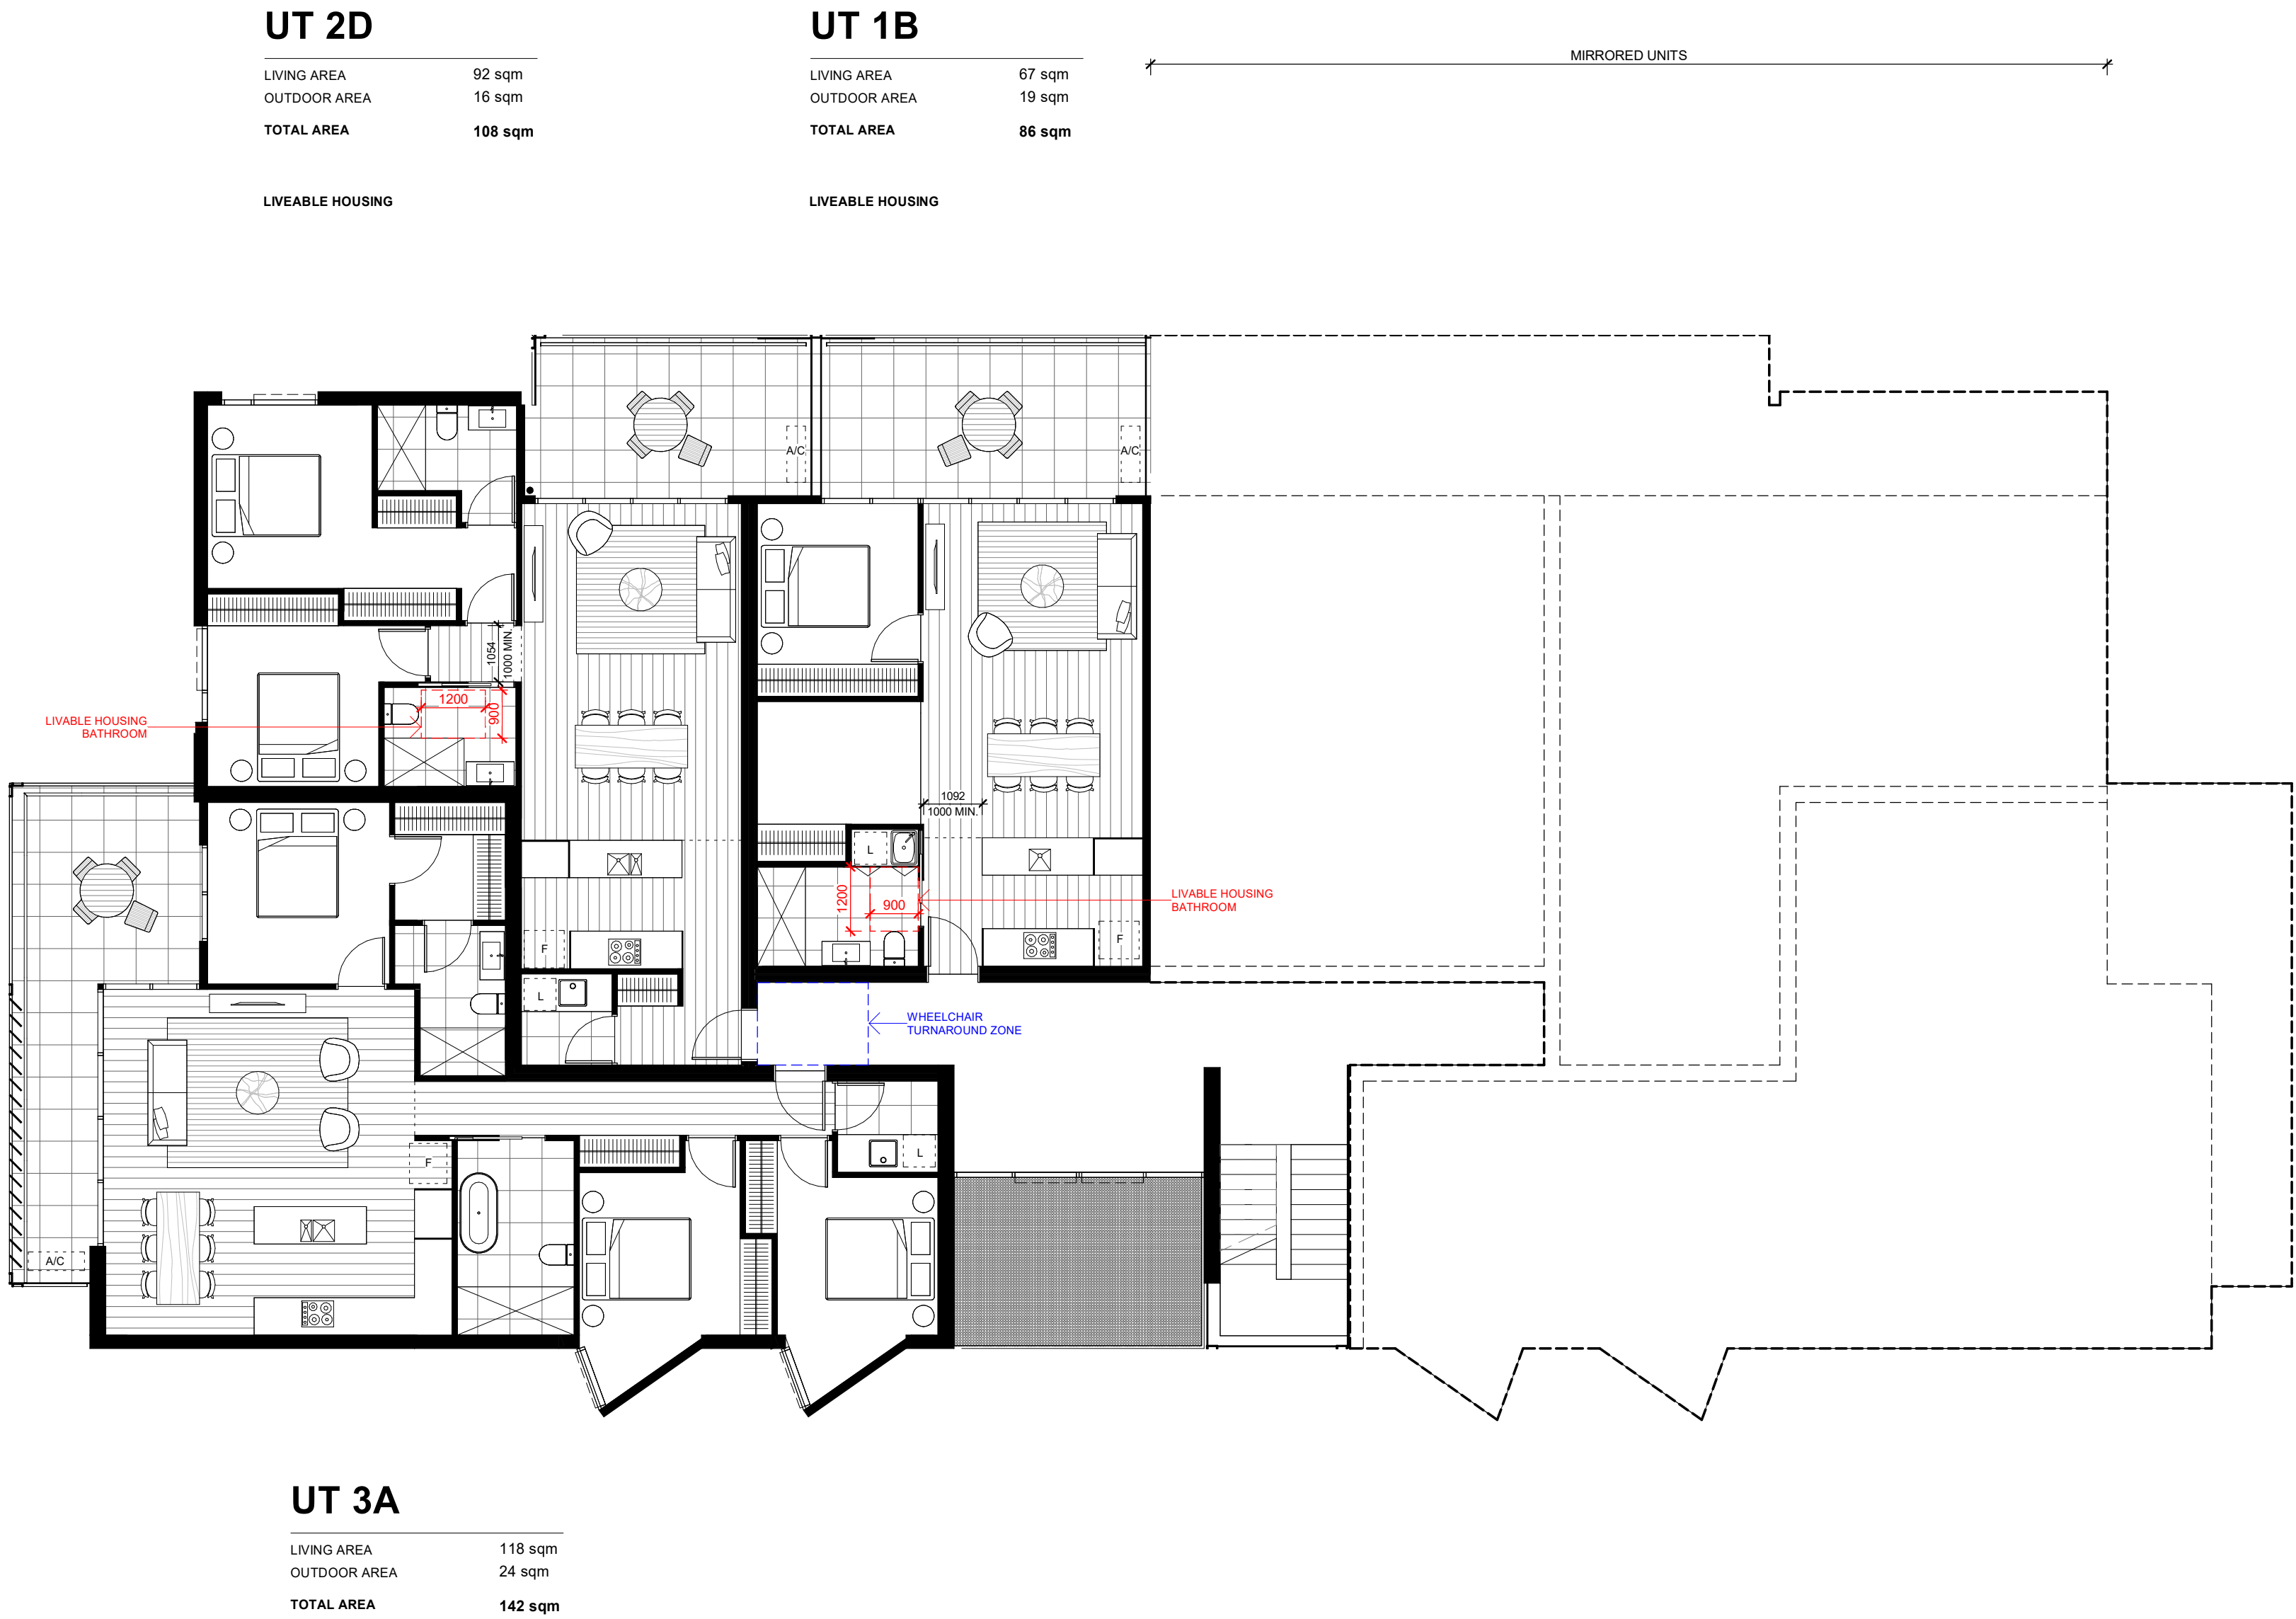 UT 2D
LIVING AREA 92 sqm
OUTDOOR AREA 16 sqm
TOTAL AREA 108 sqm
LIVEABLE HOUSING
UT 1B
LIVING AREA 67 sqm
OUTDOOR AREA 19 sqm
TOTAL AREA 86 sqm
LIVEABLE HOUSING
MIRRORED UNITS
A/C
A/C
1054
1000 MIN.
1200
900
LIVABLE HOUSING
BATHROOM
1092
1000 MIN.
L
1200
900
LIVABLE HOUSING
BATHROOM
F
F
L
WHEELCHAIR
TURNAROUND ZONE
F
L
A/C
UT 3A
LIVING AREA 118 sqm
OUTDOOR AREA 24 sqm
TOTAL AREA 142 sqm